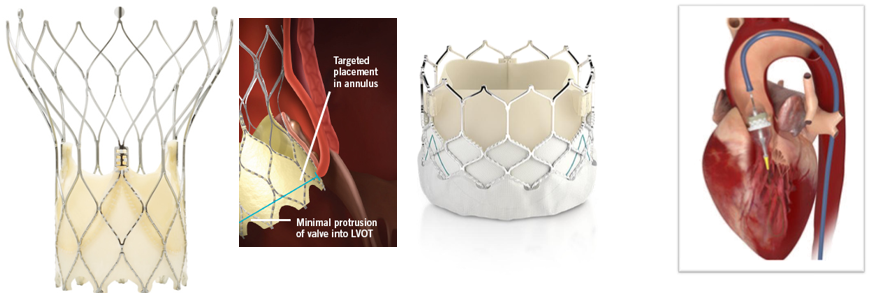 Targeted
placement
in annulus
Minimal protrusion
of valve into LVOT